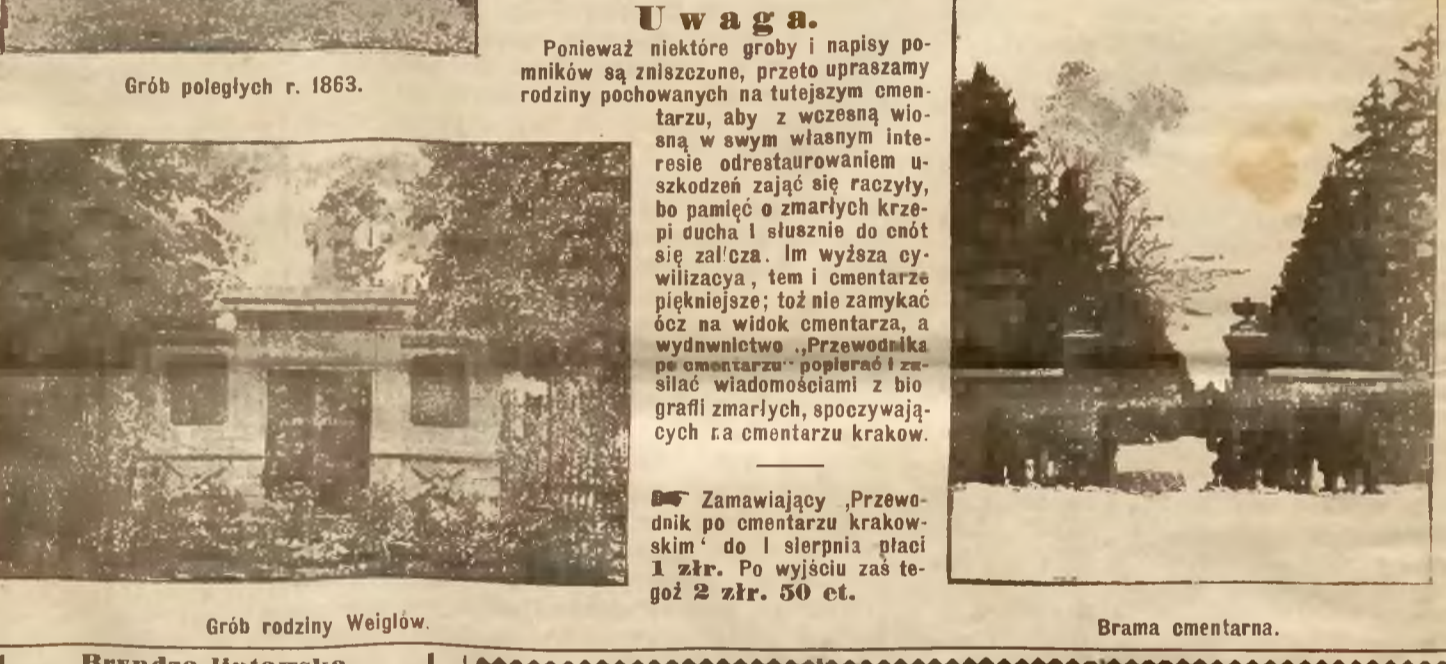 Grób poległych r. 1863.
Uwaga.
Ponieważ niektóre groby i napisy po-
mników są zniszczone, przeto upraszamy
rodziny pochowanych na tutejszym cmen-
tarzu, aby z wczesną wio-
sną w swym własnym inte-
resie odrestaurowaniem u-
szkodzeń zająć się raczyły,
bo pamięć o zmarłych krze-
pi ducha i słusznie do cnót
się zal'cza. Im wyższa cy-
wilizacya, tem i cmentarze
piękniejsze; toż nie zamykać
ócz na widok cmentarza, a
wydnwnictwo „Przewodnika
po cmentarzu" popierać i za-
silać wiadomościami z bio
grafii zmarłych, spoczywają-
cych na cmentarzu krakow.
☛ Zamawiający ‚Przewo-
dnik po cmentarzu krakow-
skim‘ do I sierpnia płaci
1 złr. Po wyjściu zaś te-
goż 2 złr. 50 ct.
Grób rodziny Weiglów.
Brama cmentarna.